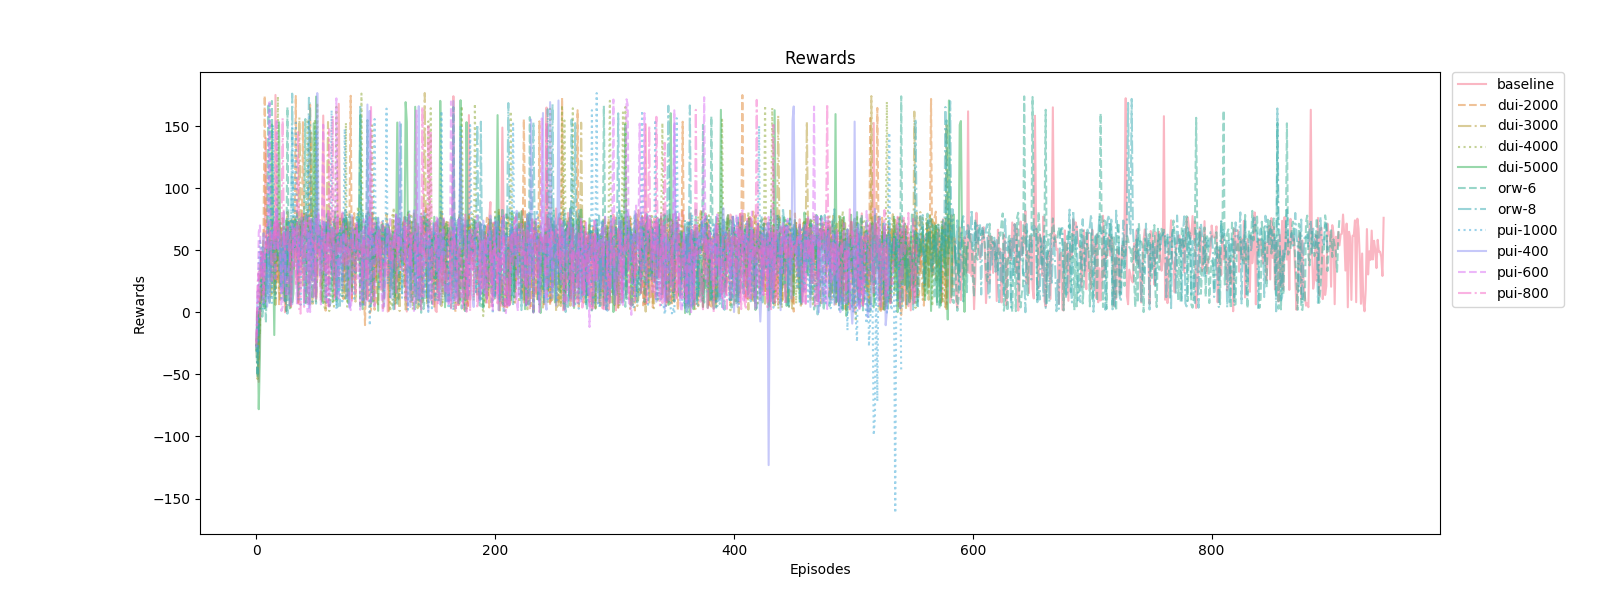 Rewards
Rewards
150
100
50
0
−50
−100
−150
0
200
400
600
800
Episodes
baseline
dui-2000
dui-3000
dui-4000
dui-5000
orw-6
orw-8
pui-1000
pui-400
pui-600
pui-800